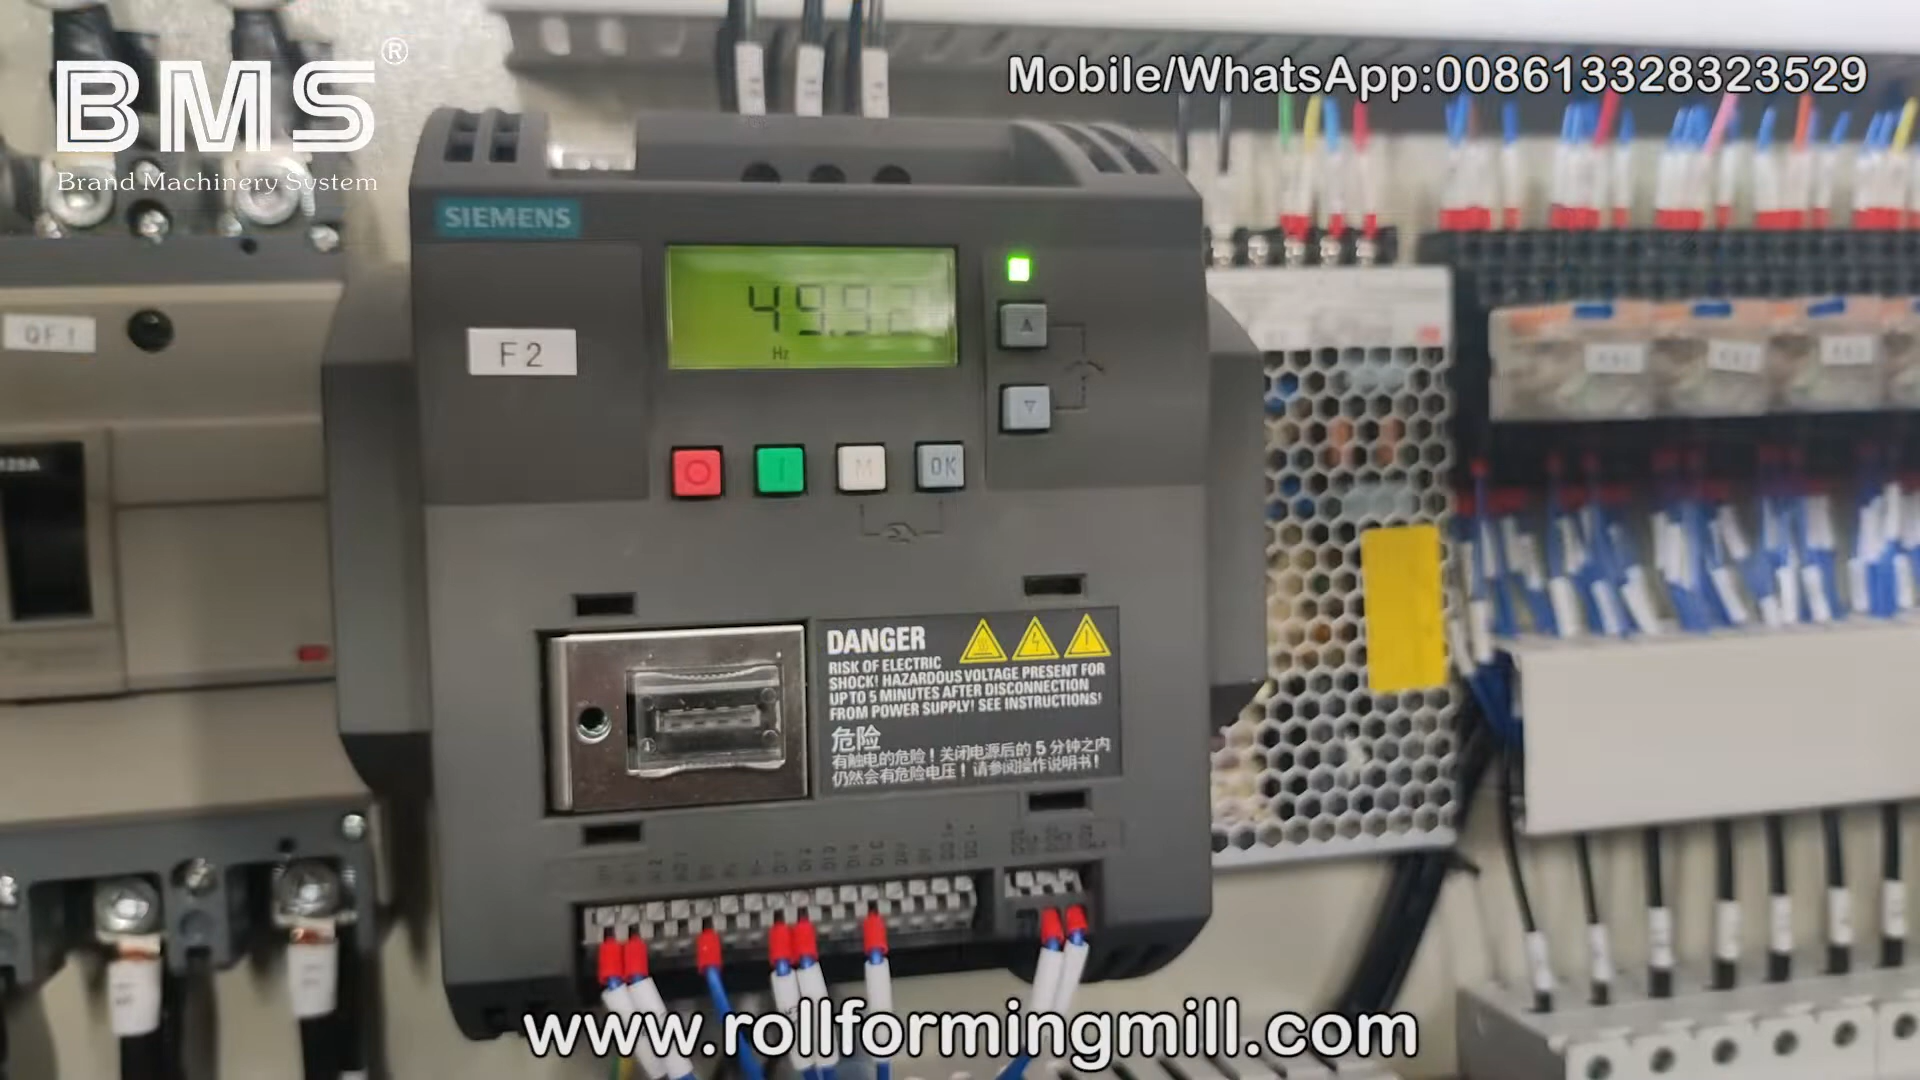 BMS®
Brand Machinery System
Mobile/WhatsApp:008613328323529
SIEMENS
49.92
Hz
QF1
F2
M
OK
DANGER
RISK OF ELECTRIC
SHOCK! HAZARDOUS VOLTAGE PRESENT FOR
UP TO 5 MINUTES AFTER DISCONNECTION
FROM POWER SUPPLY! SEE INSTRUCTIONS!
危险
有触电的危险！关闭电源后的 5 分钟之内
仍然会有危险电压！请参阅操作说明书！
www.rollformingmill.com